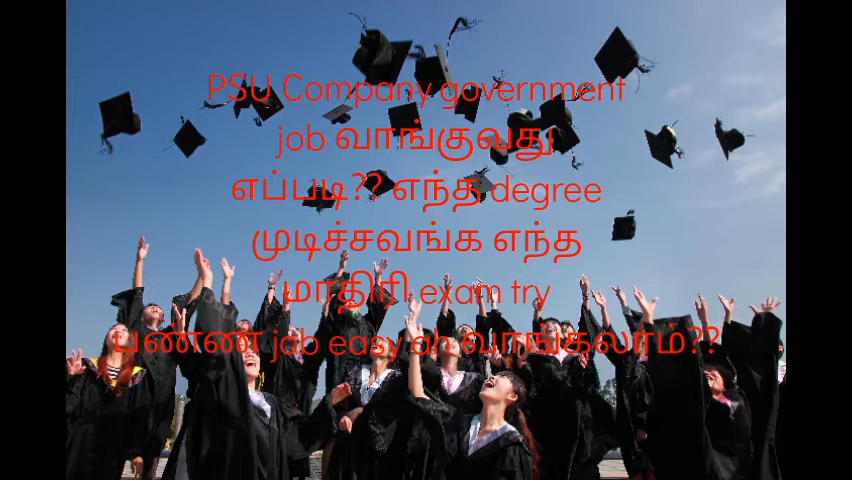 PSU Company government
job வாங்குவது
எப்படி?? எந்த degree
முடிச்சவங்க எந்த
மாதிரி exam try
பண்ண job easy ah வாங்கலாம்??